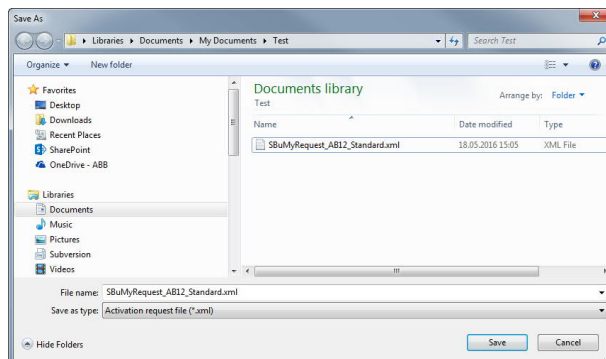 Save As
Libraries ▸ Documents ▸ My Documents ▸ Test
Search Test
Organize ▾ New folder
Favorites
Desktop
Downloads
Recent Places
SharePoint
OneDrive - ABB
Libraries
Documents
Music
Pictures
Subversion
Videos
Documents library
Test
Arrange by: Folder ▾
Name Date modified Type
SBuMyRequest_AB12_Standard.xml 18.05.2016 15:05 XML File
File name: SBuMyRequest_AB12_Standard.xml
Save as type: Activation request file (*.xml)
Hide Folders
Save Cancel